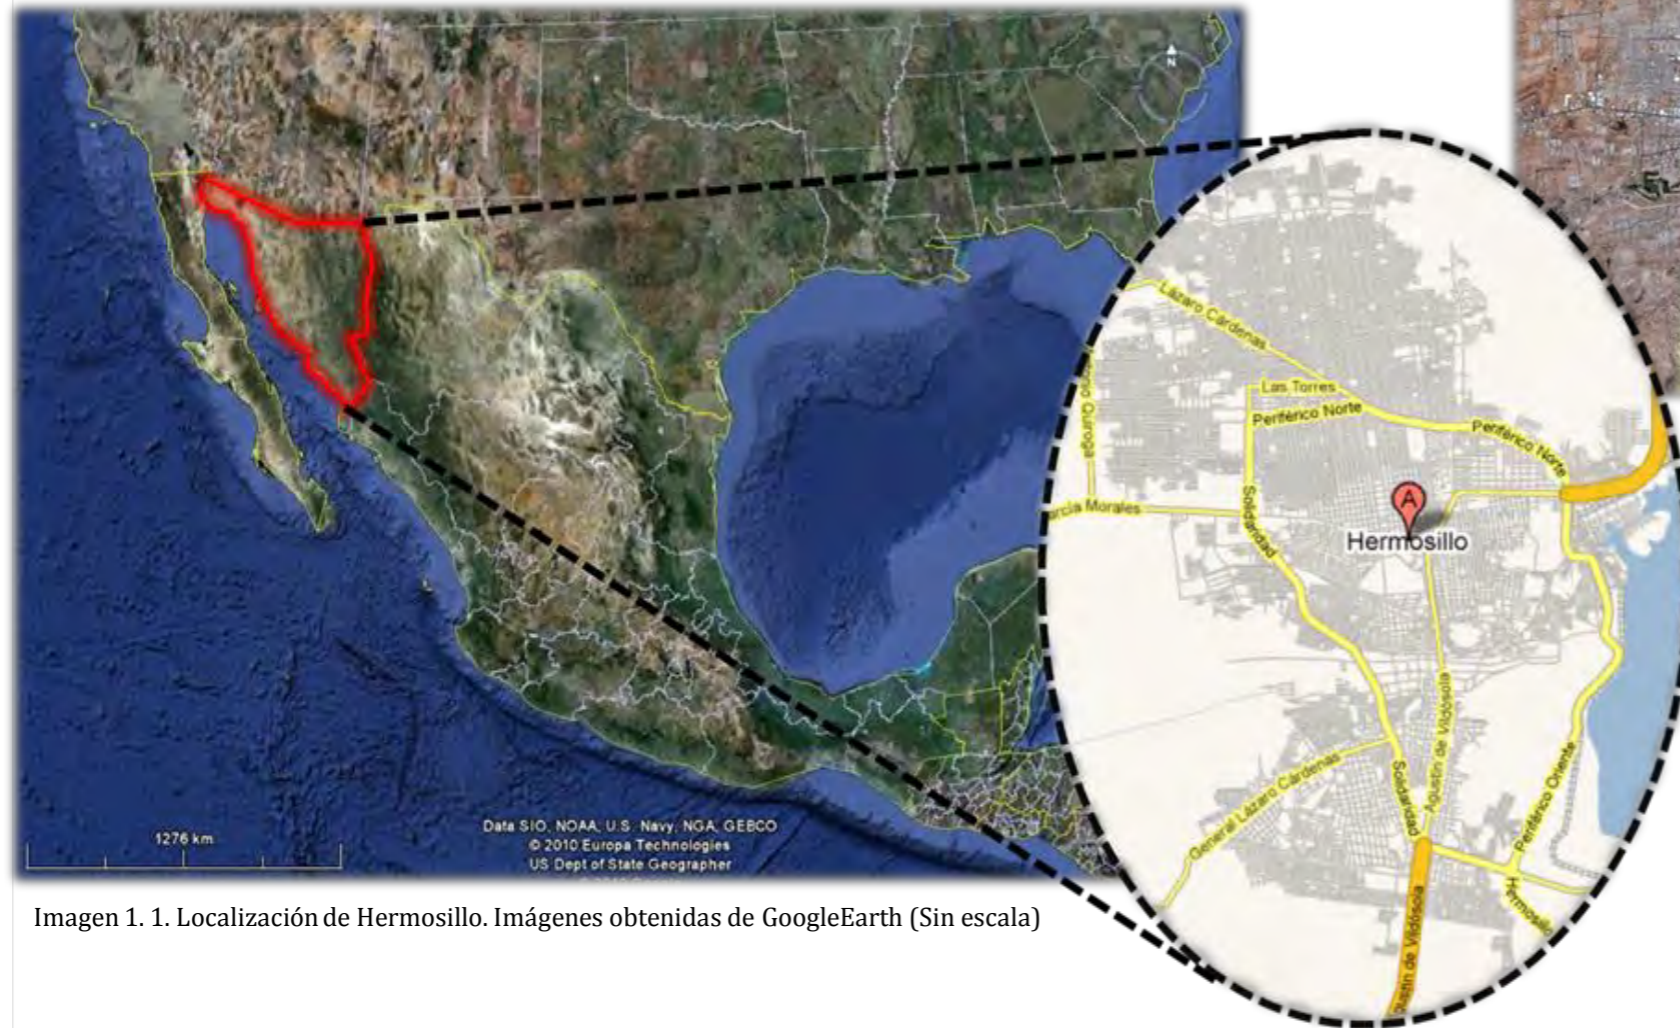 N
1276 km
Data SIO, NOAA, U.S. Navy, NGA, GEBCO
© 2010 Europa Technologies
US Dept of State Geographer
Lázaro Cárdenas
Las Torres
Periférico Norte
Periférico Norte
Quiroga
García Morales
Solidaridad
A
Hermosillo
Agustin de Vildósola
General Lázaro Cárdenas
Solidaridad
Periférico Oriente
Hermosillo
de Vildósola
Imagen 1. 1. Localización de Hermosillo. Imágenes obtenidas de GoogleEarth (Sin escala)